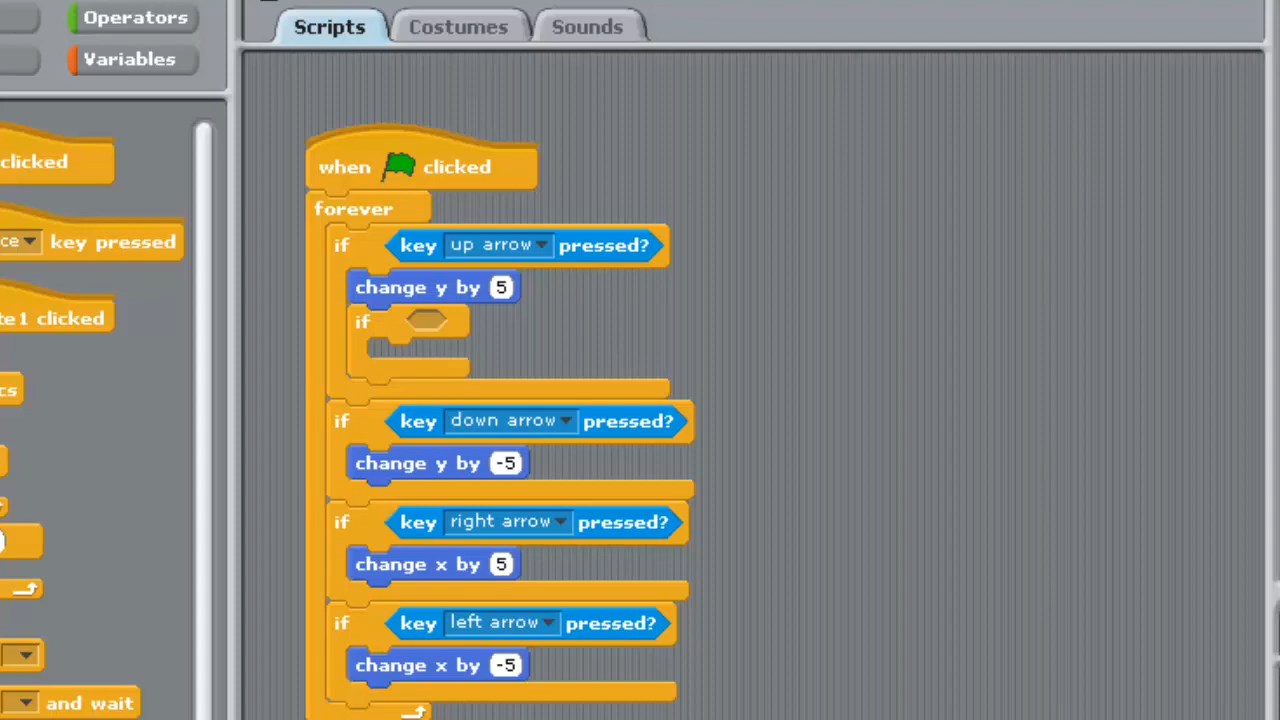 Operators
Variables
Scripts Costumes Sounds
clicked
key pressed
clicked
and wait
when clicked
forever
if key up arrow pressed?
change y by 5
if
if key down arrow pressed?
change y by -5
if key right arrow pressed?
change x by 5
if key left arrow pressed?
change x by -5